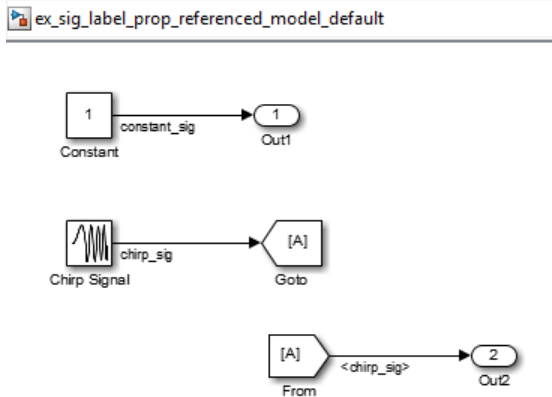 ex_sig_label_prop_referenced_model_default
1
constant_sig
1
Constant
Out1
chirp_sig
[A]
Chirp Signal
Goto
[A]
<chirp_sig>
2
From
Out2